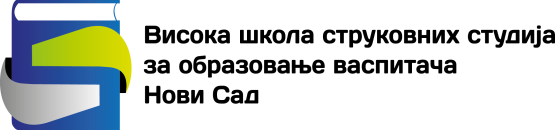 Висока школа струковних студија
за образовање васпитача
Нови Сад